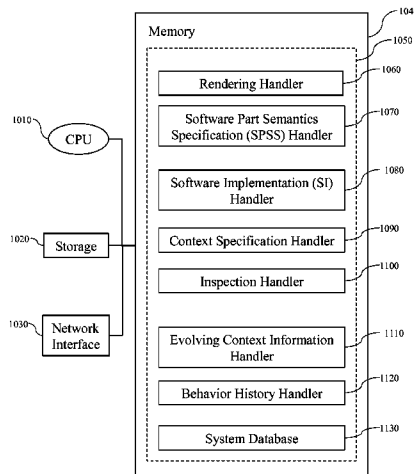 104
Memory
1050
Rendering Handler
1060
Software Part Semantics
Specification (SPSS) Handler
1070
1010
CPU
Software Implementation (SI)
Handler
1080
Context Specification Handler
1090
1020
Storage
Inspection Handler
1100
1030
Network
Interface
Evolving Context Information
Handler
1110
Behavior History Handler
1120
System Database
1130